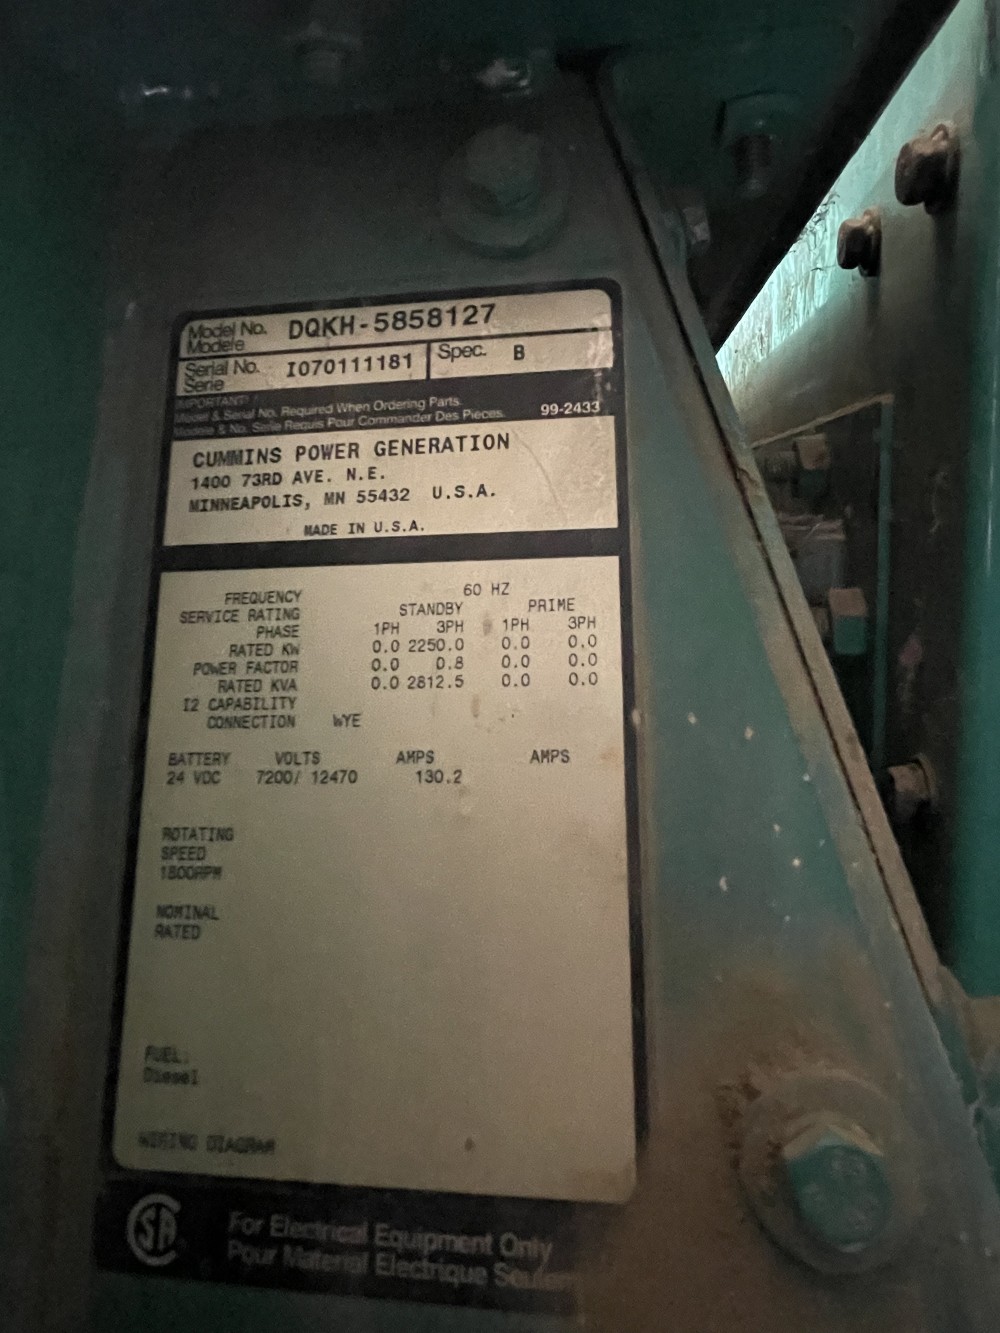 Model No. DQKH-5858127
Modele
Serial No. I070111181 Spec. B
Serie
IMPORTANT!
Model & Serial No. Required When Ordering Parts.
Modele & No. Serie Requis Pour Commander Des Pieces. 99-2433
CUMMINS POWER GENERATION
1400 73RD AVE. N.E.
MINNEAPOLIS, MN 55432 U.S.A.
MADE IN U.S.A.
FREQUENCY 60 HZ
SERVICE RATING STANDBY PRIME
PHASE 1PH 3PH 1PH 3PH
RATED KW 0.0 2250.0 0.0 0.0
POWER FACTOR 0.0 0.8 0.0 0.0
RATED KVA 0.0 2812.5 0.0 0.0
I2 CAPABILITY
CONNECTION WYE
BATTERY VOLTS AMPS AMPS
24 VDC 7200/ 12470 130.2
ROTATING
SPEED
1800RPM
NOMINAL
RATED
FUEL:
Diesel
WIRING DIAGRAM
SA For Electrical Equipment Only
Pour Material Electrique